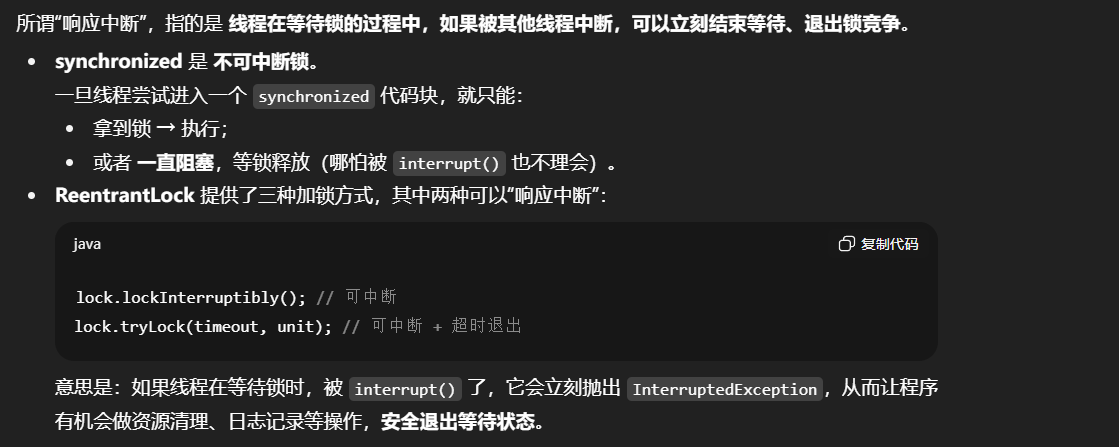 所谓“响应中断”，指的是 线程在等待锁的过程中，如果被其他线程中断，可以立刻结束等待、退出锁竞争。
• synchronized 是 不可中断锁。
一旦线程尝试进入一个 synchronized 代码块，就只能：
• 拿到锁 → 执行；
• 或者 一直阻塞，等锁释放（哪怕被 interrupt() 也不理会）。
• ReentrantLock 提供了三种加锁方式，其中两种可以“响应中断”：
java 复制代码
lock.lockInterruptibly(); // 可中断
lock.tryLock(timeout, unit); // 可中断 + 超时退出
意思是：如果线程在等待锁时，被 interrupt() 了，它会立刻抛出 InterruptedException，从而让程序
有机会做资源清理、日志记录等操作，安全退出等待状态。